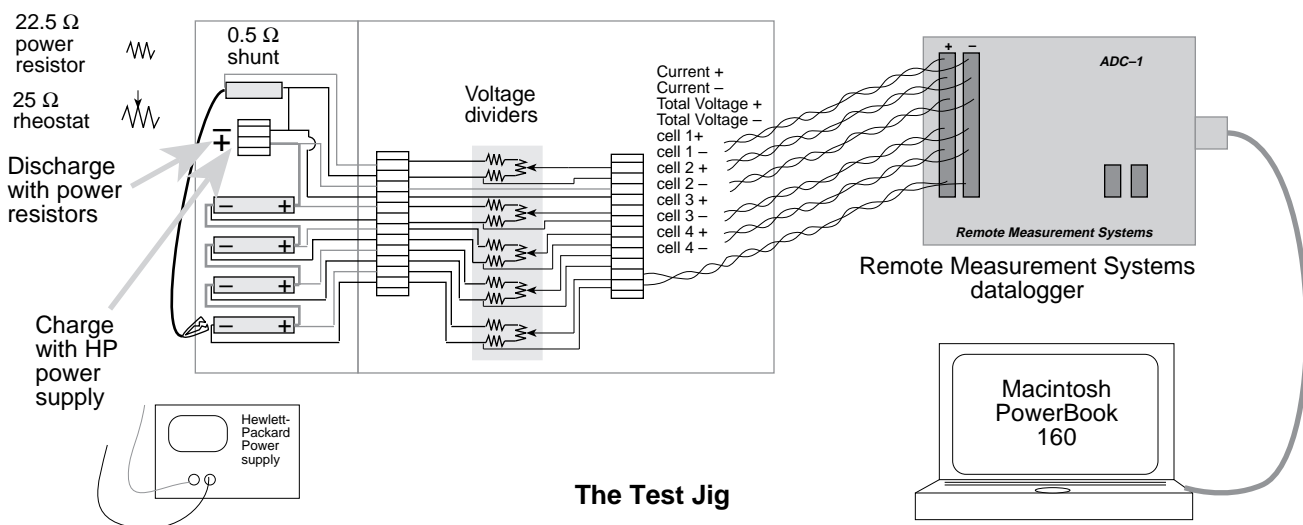 22.5 Ω
power
resistor
25 Ω
rheostat
0.5 Ω
shunt
Discharge
with power
resistors
Charge
with HP
power
supply
Voltage
dividers
Current +
Current –
Total Voltage +
Total Voltage –
cell 1+
cell 1 –
cell 2 +
cell 2 –
cell 3 +
cell 3 –
cell 4 +
cell 4 –
+ –
ADC–1
Remote Measurement Systems
Remote Measurement Systems
datalogger
– +
– +
– +
– +
– +
Hewlett-
Packard
Power
supply
The Test Jig
Macintosh
PowerBook
160